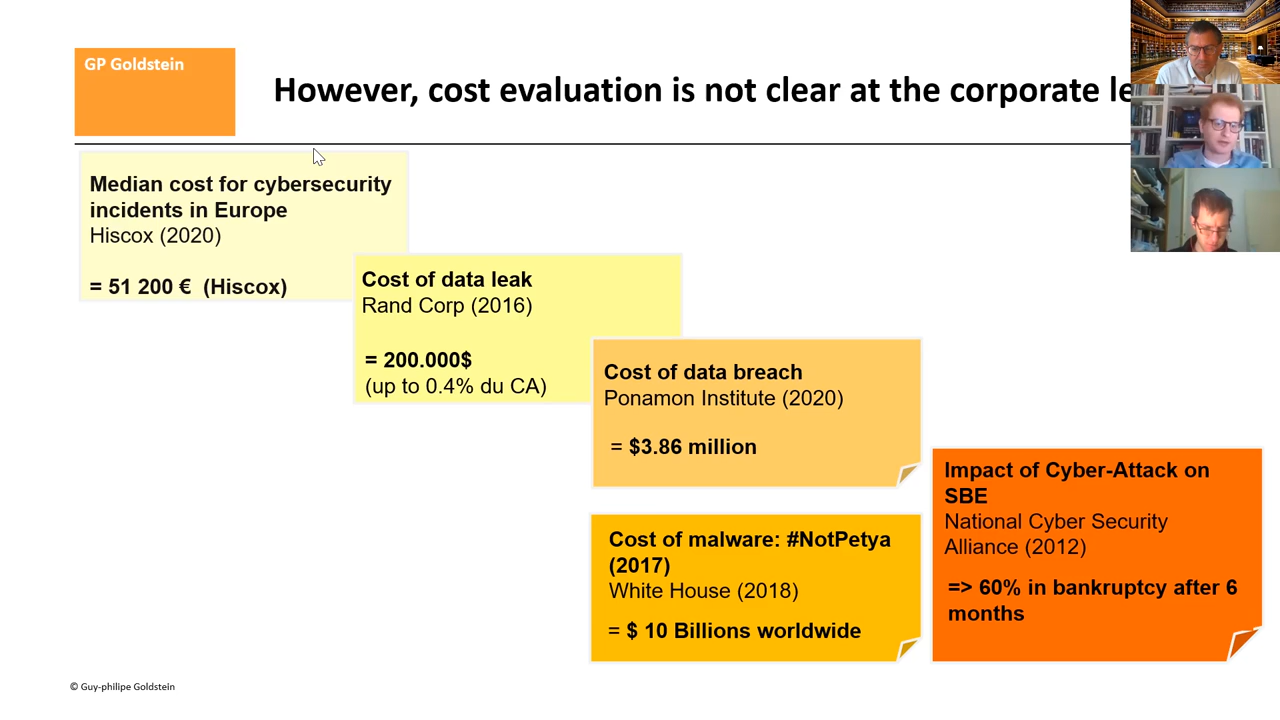 GP Goldstein
However, cost evaluation is not clear at the corporate
Median cost for cybersecurity
incidents in Europe
Hiscox (2020)
= 51 200 € (Hiscox)
Cost of data leak
Rand Corp (2016)
= 200.000$
(up to 0.4% du CA)
Cost of data breach
Ponamon Institute (2020)
= $3.86 million
Cost of malware: #NotPetya
(2017)
White House (2018)
= $ 10 Billions worldwide
Impact of Cyber-Attack on
SBE
National Cyber Security
Alliance (2012)
=> 60% in bankruptcy after 6
months
© Guy-philipe Goldstein